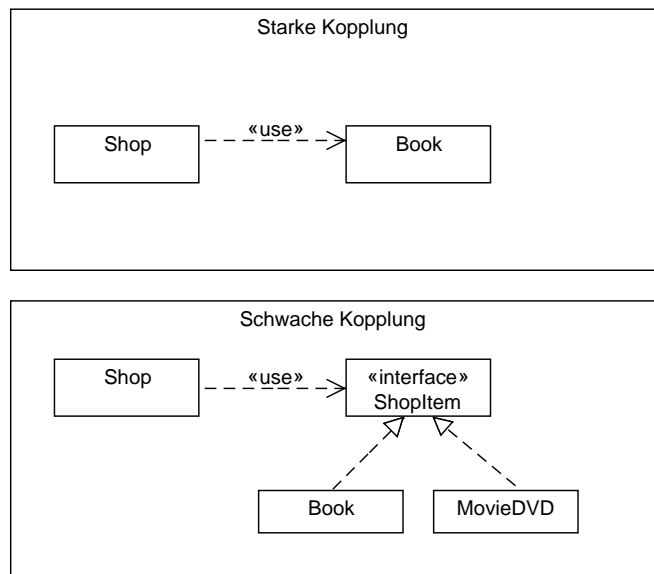 Starke Kopplung
Shop
«use»
Book
Schwache Kopplung
Shop
«use»
«interface»
ShopItem
Book
MovieDVD